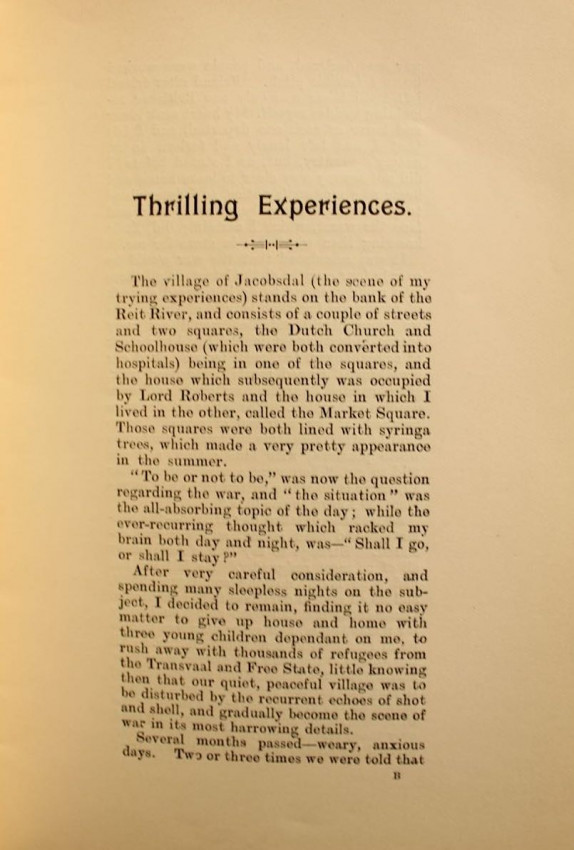 Thrilling Experiences.
The village of Jacobsdal (the scene of my
trying experiences) stands on the bank of the
Reit River, and consists of a couple of streets
and two squares, the Dutch Church and
Schoolhouse (which were both converted into
hospitals) being in one of the squares, and
the house which subsequently was occupied
by Lord Roberts and the house in which I
lived in the other, called the Market Square.
Those squares were both lined with syringa
trees, which made a very pretty appearance
in the summer.
"To be or not to be," was now the question
regarding the war, and "the situation" was
the all-absorbing topic of the day; while the
ever-recurring thought which racked my
brain both day and night, was—"Shall I go,
or shall I stay?"
After very careful consideration, and
spending many sleepless nights on the sub-
ject, I decided to remain, finding it no easy
matter to give up house and home with
three young children dependant on me, to
rush away with thousands of refugees from
the Transvaal and Free State, little knowing
then that our quiet, peaceful village was to
be disturbed by the recurrent echoes of shot
and shell, and gradually become the scene of
war in its most harrowing details.
Several months passed—weary, anxious
days. Two or three times we were told that
B